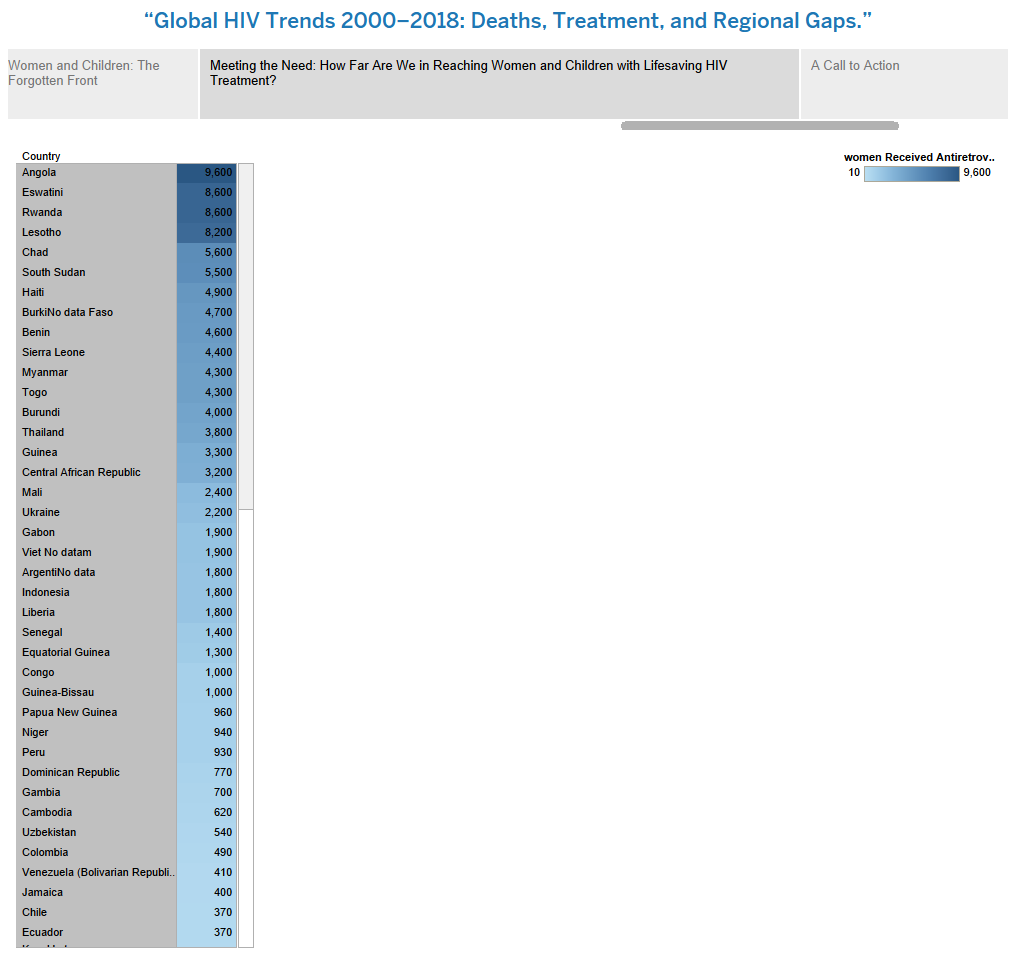 “Global HIV Trends 2000–2018: Deaths, Treatment, and Regional Gaps.”
Women and Children: The
Forgotten Front
Meeting the Need: How Far Are We in Reaching Women and Children with Lifesaving HIV
Treatment?
A Call to Action
Country
women Received Antiretrov..
10 9,600
Angola 9,600
Eswatini 8,600
Rwanda 8,600
Lesotho 8,200
Chad 5,600
South Sudan 5,500
Haiti 4,900
BurkiNo data Faso 4,700
Benin 4,600
Sierra Leone 4,400
Myanmar 4,300
Togo 4,300
Burundi 4,000
Thailand 3,800
Guinea 3,300
Central African Republic 3,200
Mali 2,400
Ukraine 2,200
Gabon 1,900
Viet No datam 1,900
ArgentiNo data 1,800
Indonesia 1,800
Liberia 1,800
Senegal 1,400
Equatorial Guinea 1,300
Congo 1,000
Guinea-Bissau 1,000
Papua New Guinea 960
Niger 940
Peru 930
Dominican Republic 770
Gambia 700
Cambodia 620
Uzbekistan 540
Colombia 490
Venezuela (Bolivarian Republi.. 410
Jamaica 400
Chile 370
Ecuador 370